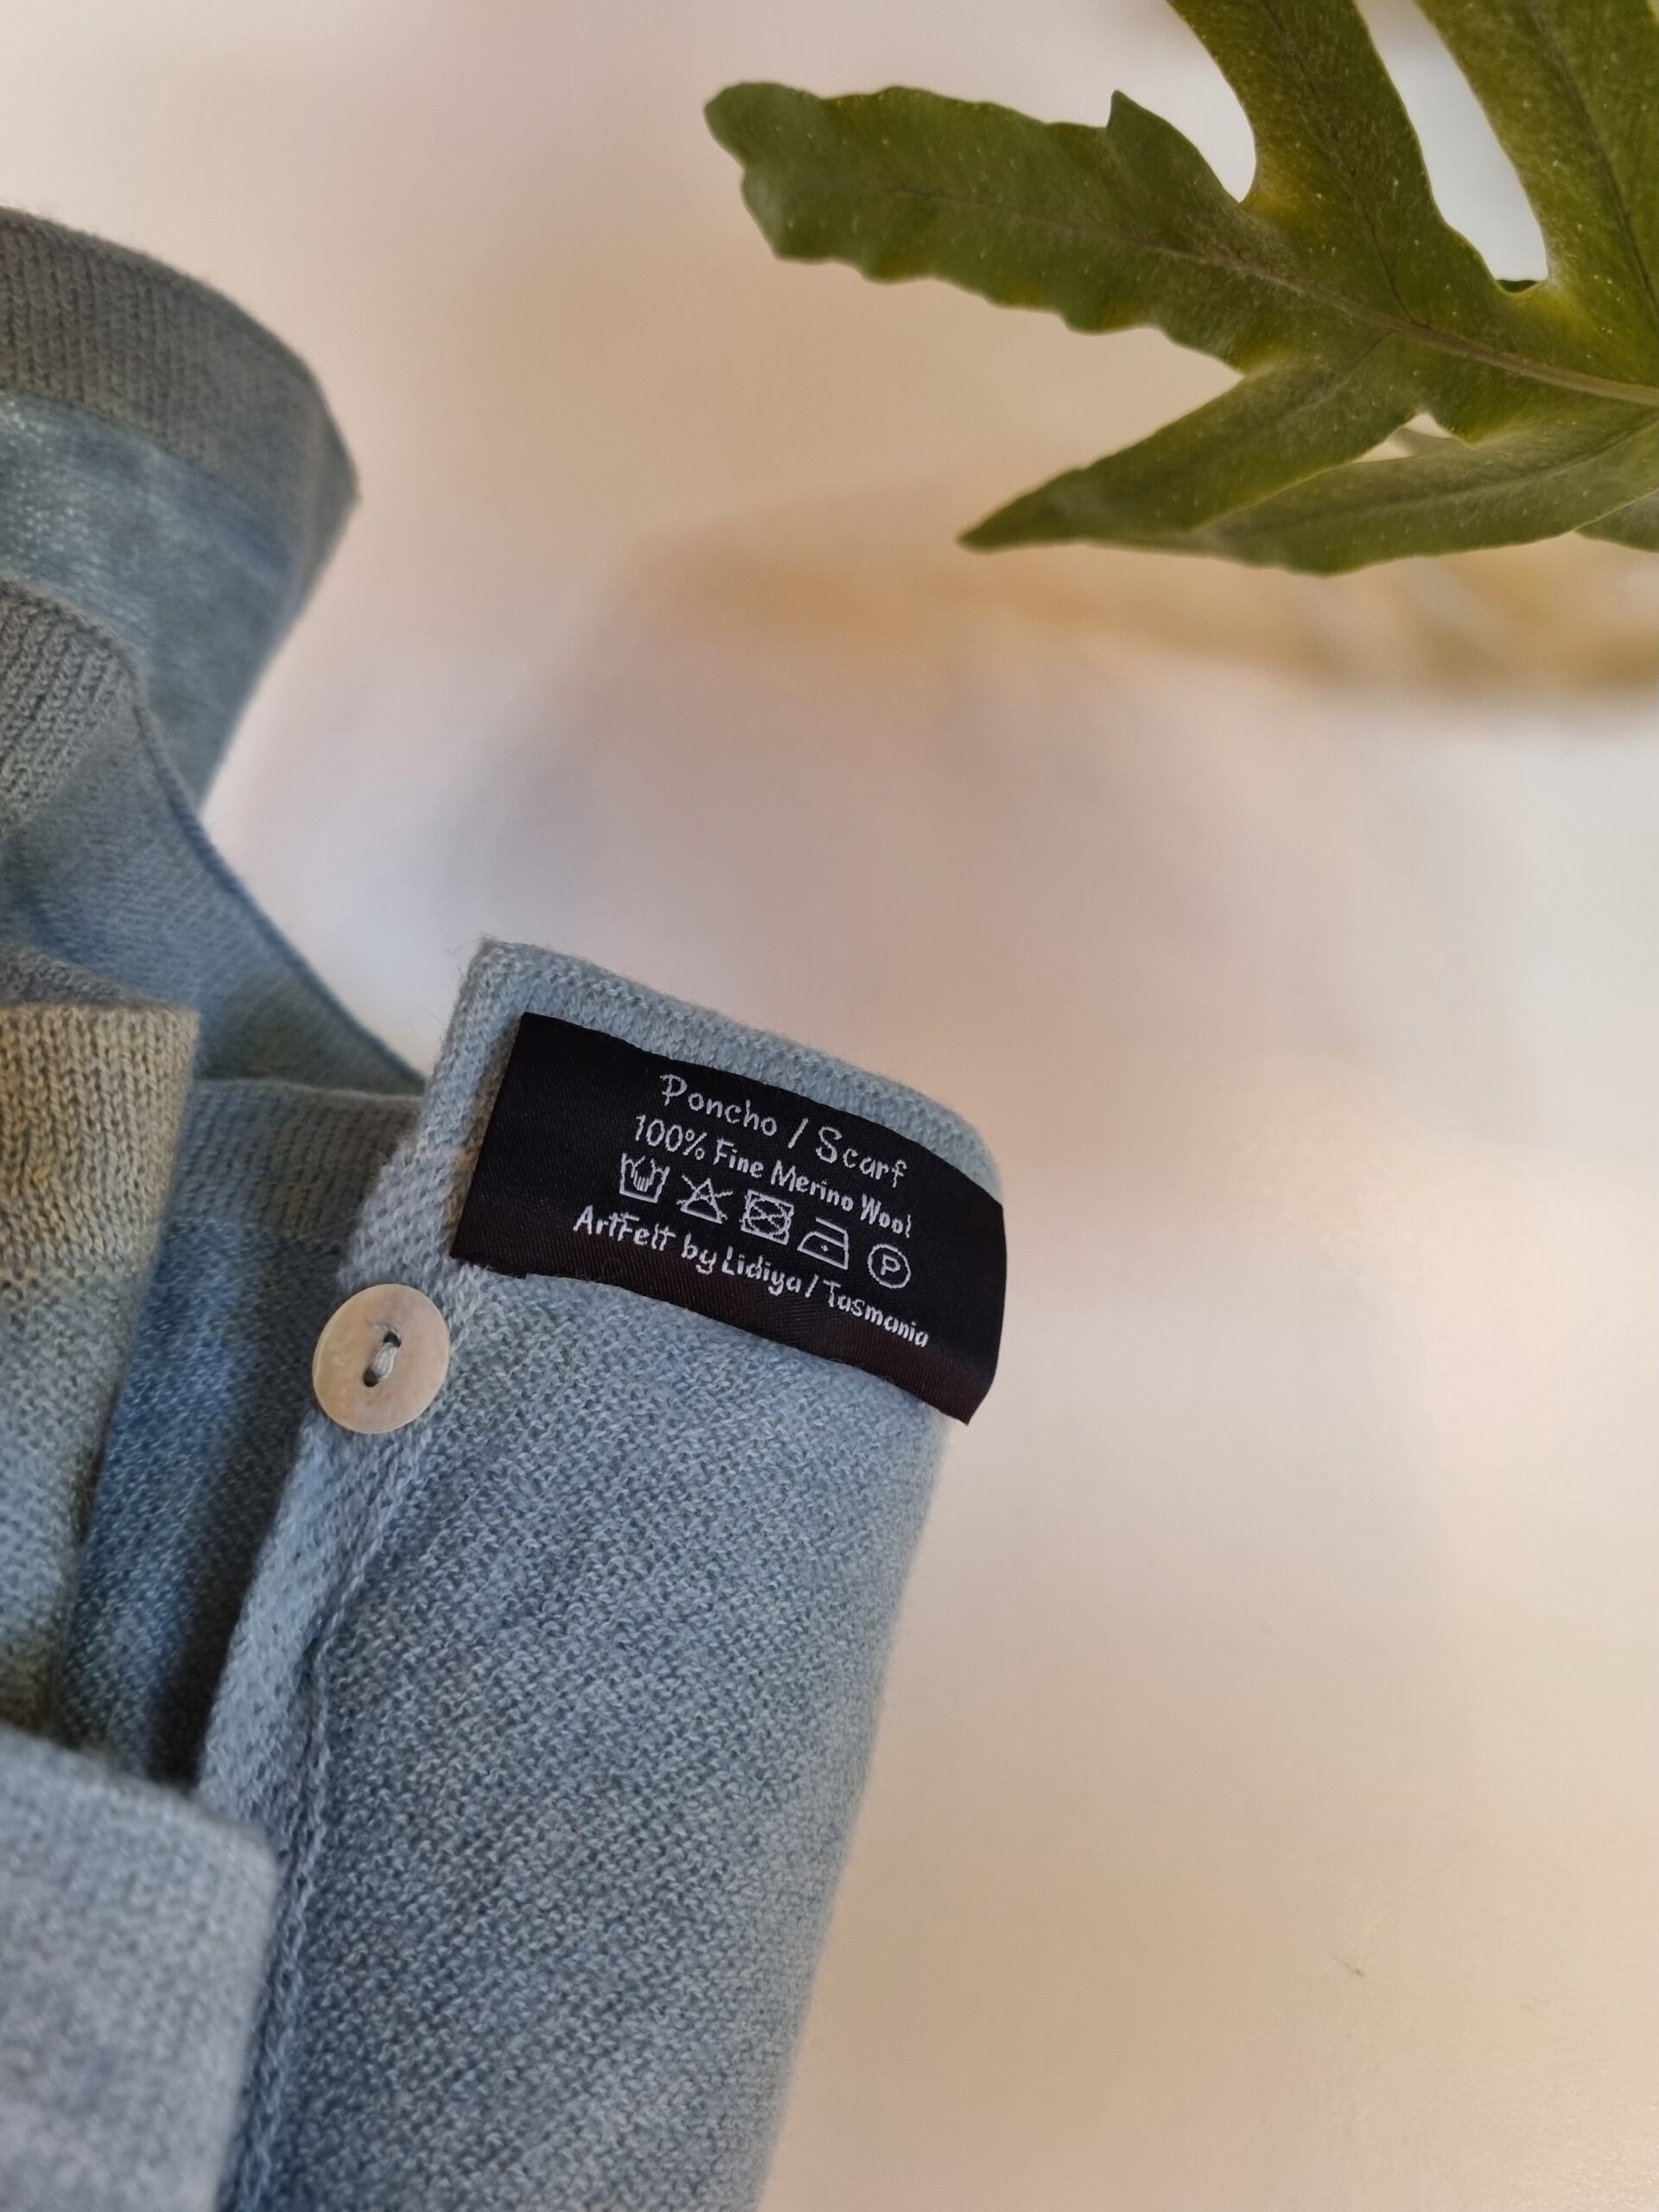 Poncho / Scarf
100% Fine Merino Wool
P
ArtFelt by Lidiya / Tasmania